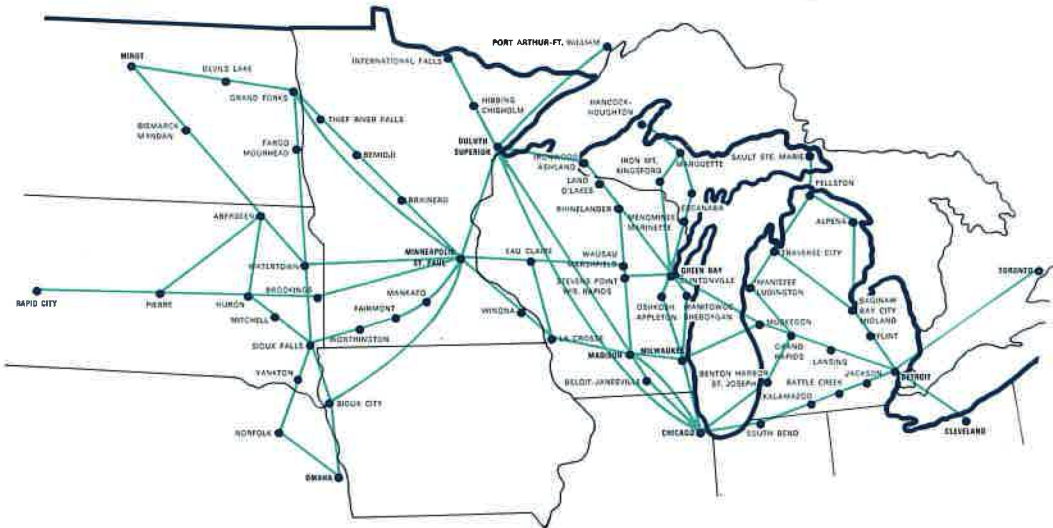 PORT ARTHUR-FT. WILLIAM
MINOT
DEVILS LAKE
GRAND FORKS
INTERNATIONAL FALLS
HIBBING
CHISHOLM
THIEF RIVER FALLS
BISMARCK
MANDAN
FARGO
MOORHEAD
BEMIDJI
BRAINERD
DULUTH
SUPERIOR
HANCOCK-
HOUGHTON
IRONWOOD
ASHLAND
IRON MT.
KINGSFORD
MARQUETTE
SAULT STE. MARIE
LAND
O'LAKES
RHINELANDER
ESCANABA
MENOMINEE
MARINETTE
PELLSTON
ALPENA
ABERDEEN
WATERTOWN
MINNEAPOLIS
ST. PAUL
EAU CLAIRE
WAUSAU
MARSHFIELD
STEVENS POINT
WIS. RAPIDS
GREEN BAY
CLINTONVILLE
TRAVERSE CITY
MANISTEE
LUDINGTON
TORONTO
RAPID CITY
PIERRE
HURON
BROOKINGS
MITCHELL
MANKATO
FAIRMONT
WORTHINGTON
WINONA
LA CROSSE
OSHKOSH
APPLETON
MANITOWOC
SHEBOYGAN
MUSKEGON
GRAND
RAPIDS
LANSING
SAGINAW
BAY CITY
MIDLAND
FLINT
SIOUX FALLS
YANKTON
SIOUX CITY
NORFOLK
OMAHA
MADISON
MILWAUKEE
BELOIT-JANESVILLE
BENTON HARBOR
ST. JOSEPH
KALAMAZOO
BATTLE CREEK
JACKSON
DETROIT
CHICAGO
SOUTH BEND
CLEVELAND